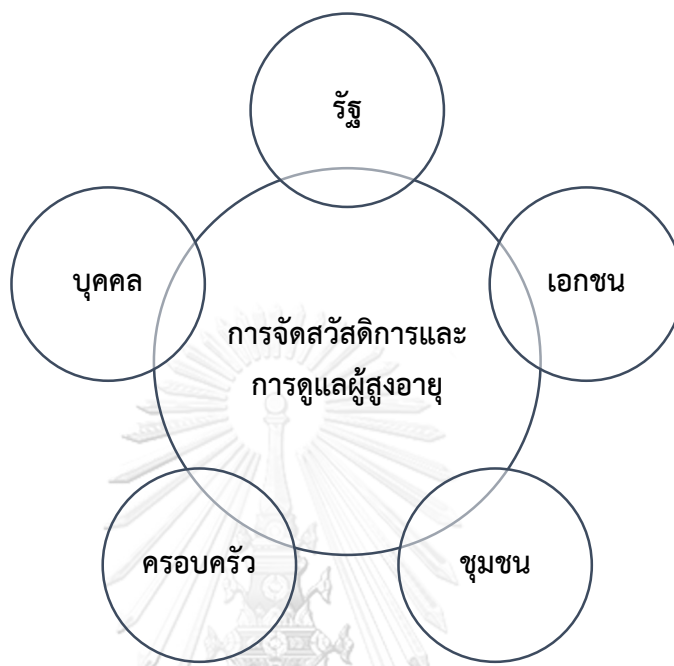 รัฐ
บุคคล
เอกชน
การจัดสวัสดิการและ
การดูแลผู้สูงอายุ
ครอบครัว
ชุมชน